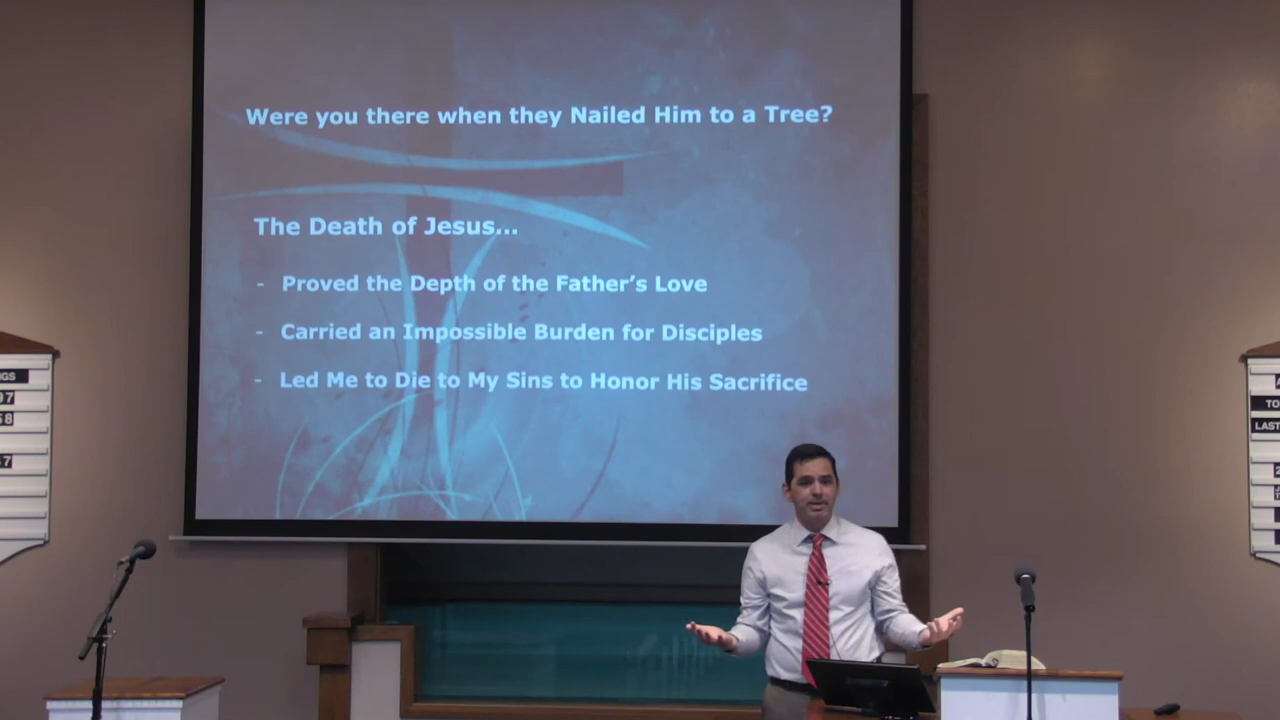 Were you there when they Nailed Him to a Tree?
The Death of Jesus...
- Proved the Depth of the Father’s Love
- Carried an Impossible Burden for Disciples
- Led Me to Die to My Sins to Honor His Sacrifice
LAST